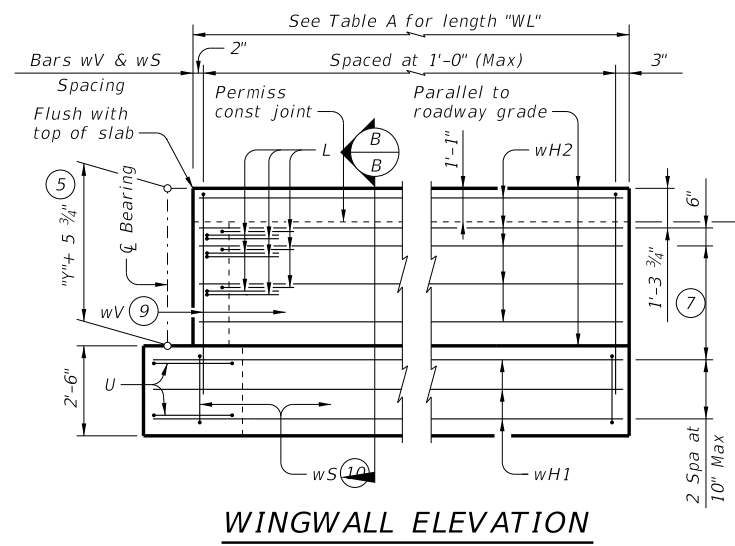 See Table A for length "WL"
2"
Bars wV & wS
Spacing
Spaced at 1'-0" (Max)
3"
Flush with
top of slab
Permiss
const joint
Parallel to
roadway grade
L
B
B
1'-1"
wH2
5
"Y"+ 5 ¾"
℄ Bearing
6"
1'-3 ¾"
7
wV 9
2'-6"
U
wS 10
wH1
2 Spa at
10" Max
WINGWALL ELEVATION